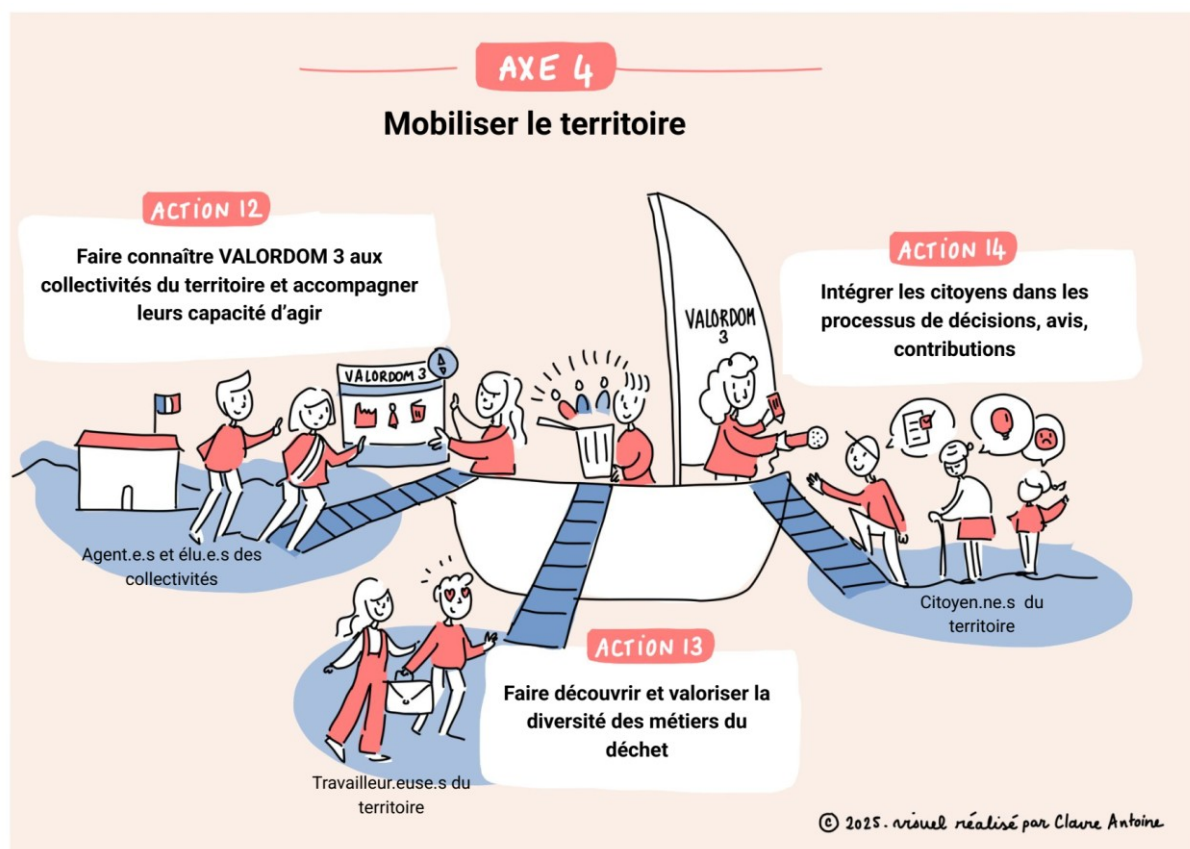 AXE 4
Mobiliser le territoire
ACTION 12
Faire connaître VALORDOM 3 aux
collectivités du territoire et accompagner
leurs capacité d'agir
ACTION 14
Intégrer les citoyens dans les
processus de décisions, avis,
contributions
VALORDOM
3
VALORDOM 3
Agent.e.s et élu.e.s des
collectivités
Citoyen.ne.s du
territoire
ACTION 13
Faire découvrir et valoriser la
diversité des métiers du
déchet
Travailleur.euse.s du
territoire
© 2025. visuel réalisé par Claire Antoine